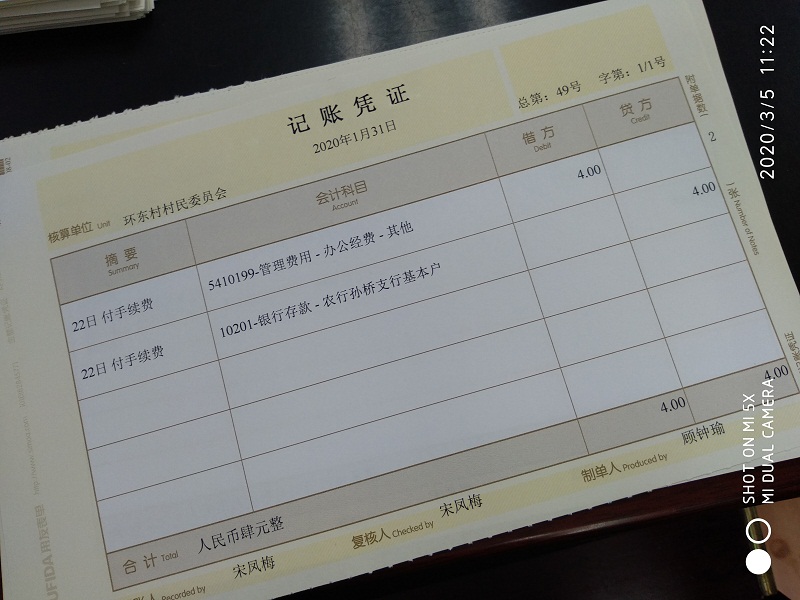 记账凭证
2020年1月31日
总第：49号 字第：1/1号
核算单位 Unit 环东村村民委员会
摘要 Summary
会计科目 Account
借方 Debit
贷方 Credit
22日 付手续费 5410199-管理费用 - 办公经费 - 其他 4.00
22日 付手续费 10201-银行存款 - 农行孙桥支行基本户 4.00
合计 Total 人民币肆元整 4.00 4.00
Recorded by 宋凤梅 复核人 Checked by 宋凤梅 制单人 Produced by 顾钟瑜
2
UFIDA 用友
2020/3/5 11:22
SHOT ON MI 5X
MI DUAL CAMERA